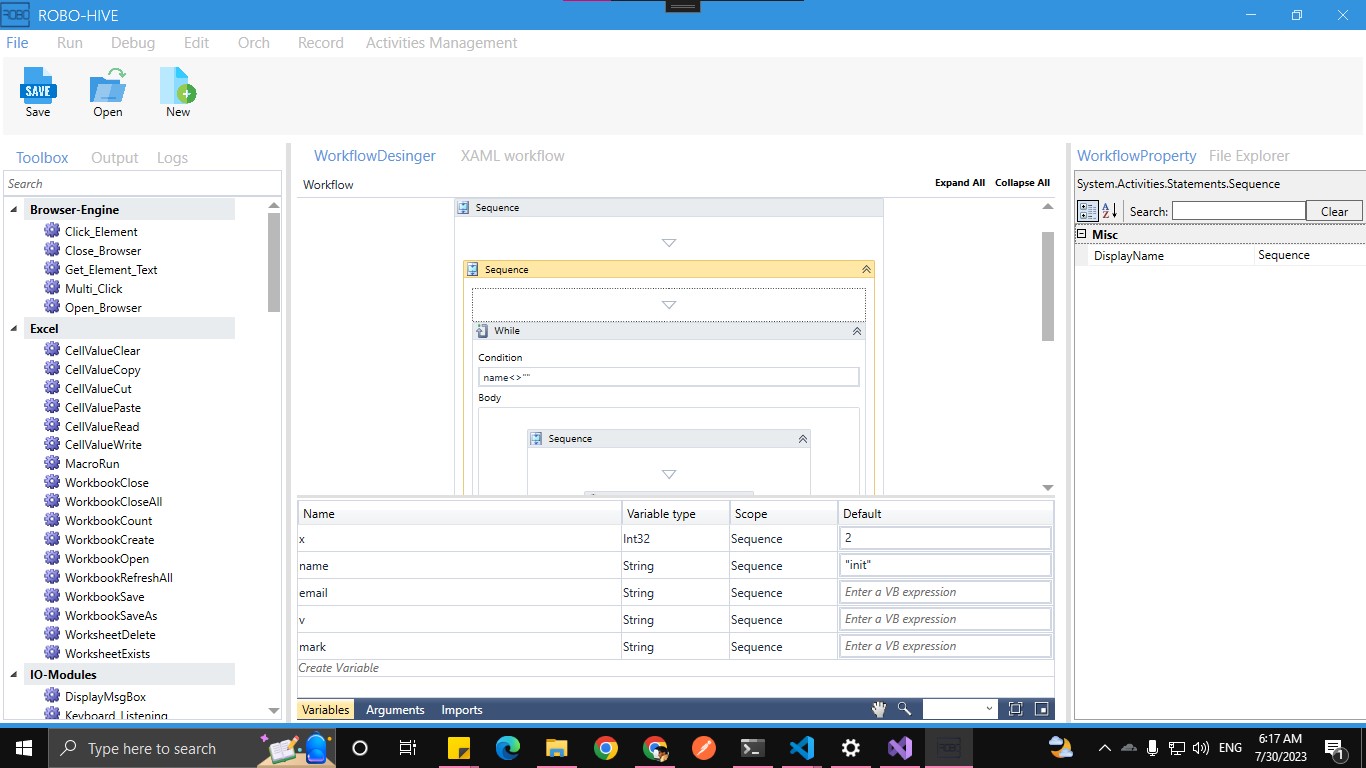 ROBO ROBO-HIVE
File Run Debug Edit Orch Record Activities Management
SAVE
Save Open New
Toolbox Output Logs
Search
Browser-Engine
Click_Element
Close_Browser
Get_Element_Text
Multi_Click
Open_Browser
Excel
CellValueClear
CellValueCopy
CellValueCut
CellValuePaste
CellValueRead
CellValueWrite
MacroRun
WorkbookClose
WorkbookCloseAll
WorkbookCount
WorkbookCreate
WorkbookOpen
WorkbookRefreshAll
WorkbookSave
WorkbookSaveAs
WorksheetDelete
WorksheetExists
IO-Modules
DisplayMsgBox
Keyboard_Listening
WorkflowDesinger XAML workflow
Workflow Expand All Collapse All
Sequence
Sequence
While
Condition
name<>""
Body
Sequence
Name Variable type Scope Default
x Int32 Sequence 2
name String Sequence "init"
email String Sequence Enter a VB expression
v String Sequence Enter a VB expression
mark String Sequence Enter a VB expression
Create Variable
Variables Arguments Imports
WorkflowProperty File Explorer
System.Activities.Statements.Sequence
A Z Search: Clear
Misc
DisplayName Sequence
Type here to search
ROBO
ENG
6:17 AM
7/30/2023
1